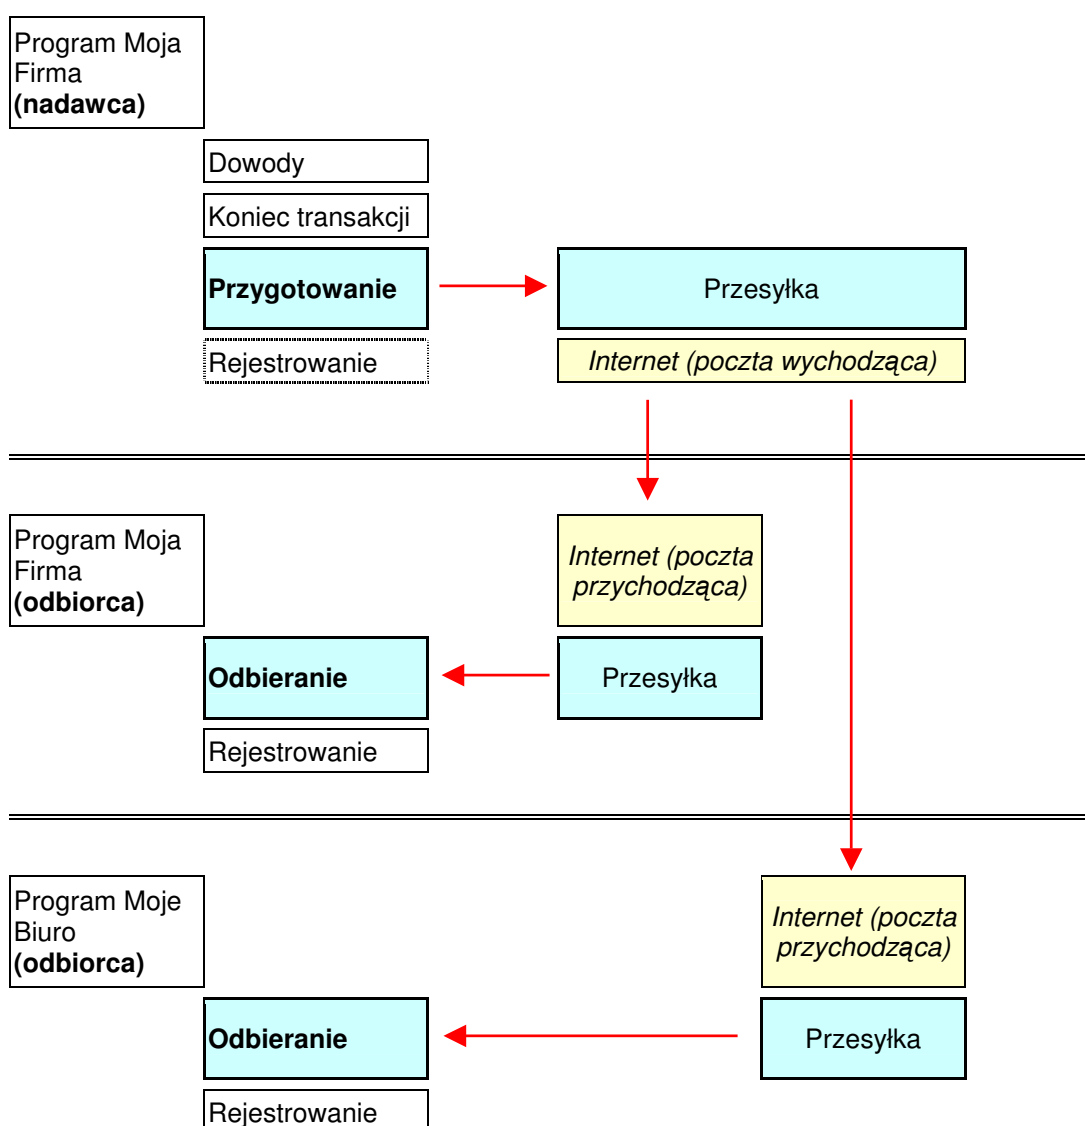 Program Moja
Firma
(nadawca)
Dowody
Koniec transakcji
Przygotowanie
Przesyłka
Rejestrowanie
Internet (poczta wychodząca)
Program Moja
Firma
(odbiorca)
Internet (poczta
przychodząca)
Odbieranie
Przesyłka
Rejestrowanie
Program Moje
Biuro
(odbiorca)
Internet (poczta
przychodząca)
Odbieranie
Przesyłka
Rejestrowanie